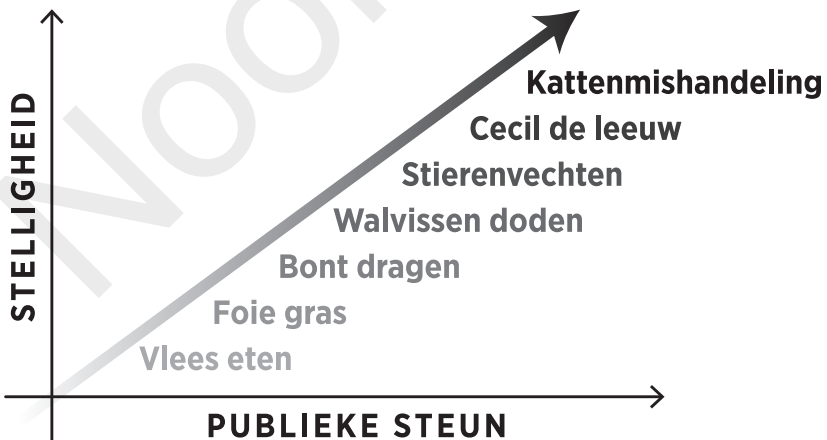 STELLIGHEID
Kattenmishandeling
Cecil de leeuw
Stierenvechten
Walvissen doden
Bont dragen
Foie gras
Vlees eten
PUBLIEKE STEUN